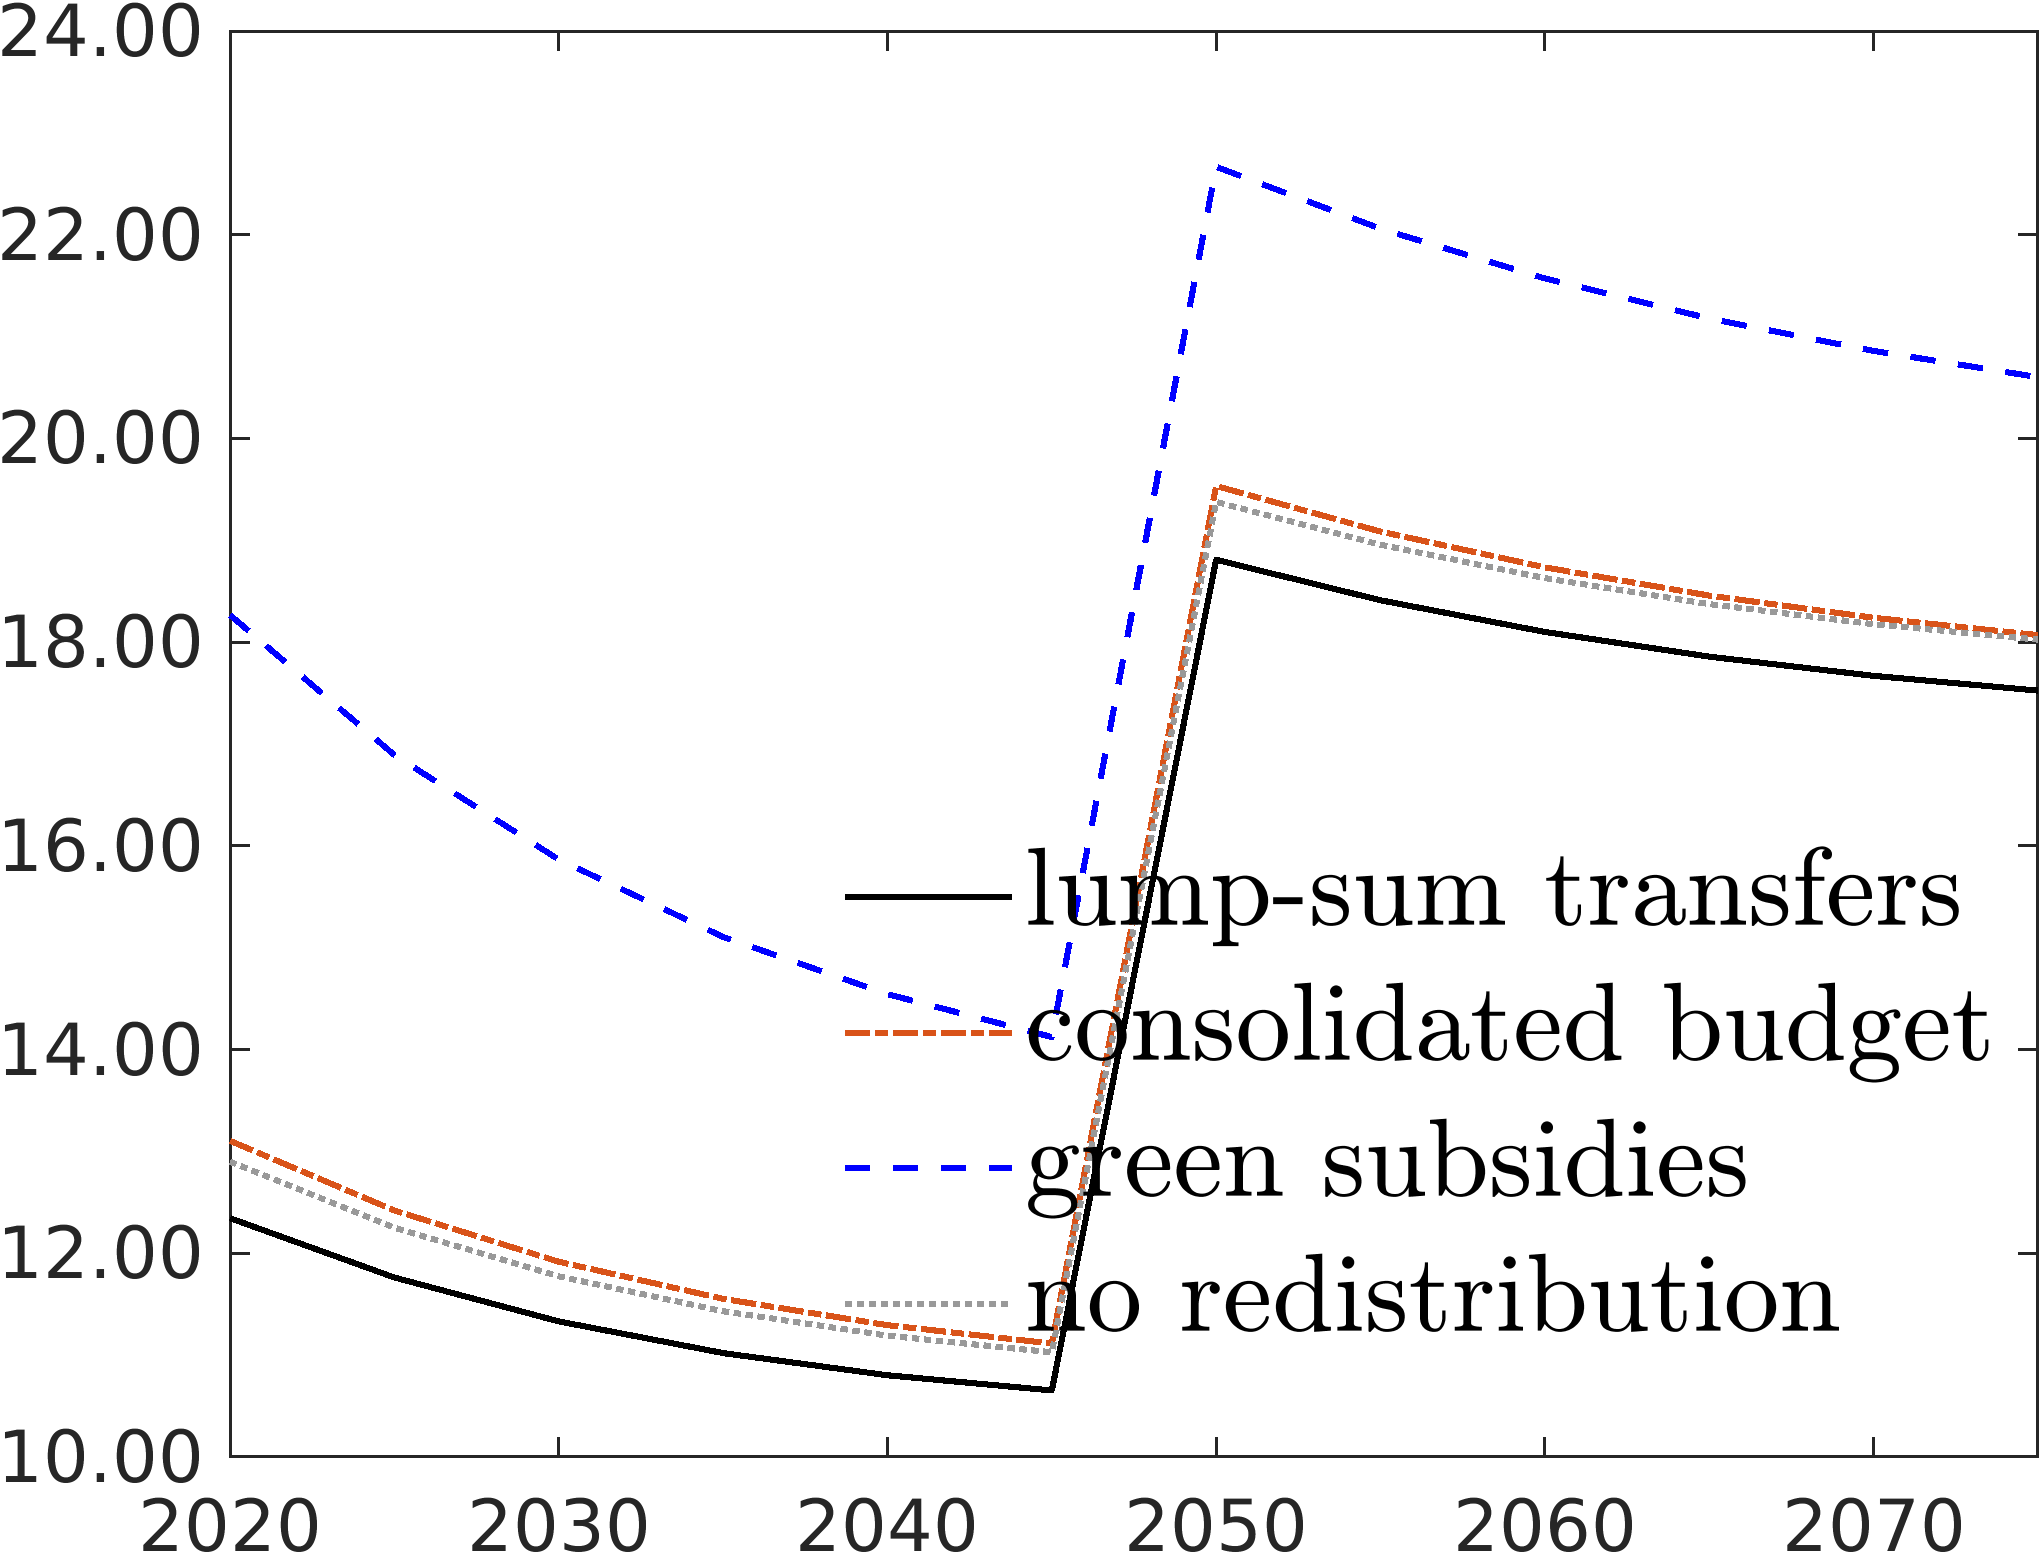 24.00
22.00
20.00
18.00
16.00
14.00
12.00
10.00
lump-sum transfers
consolidated budget
green subsidies
no redistribution
2020 2030 2040 2050 2060 2070